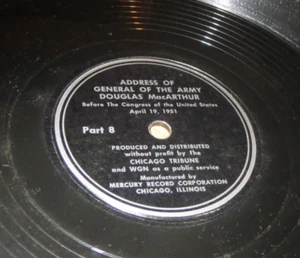 ADDRESS OF
GENERAL OF THE ARMY
DOUGLAS MacARTHUR
Before The Congress of the United States
April 19, 1951
Part 8
PRODUCED AND DISTRIBUTED
without profit by the
CHICAGO TRIBUNE
and WGN as a public service
Manufactured by
MERCURY RECORD CORPORATION
CHICAGO, ILLINOIS